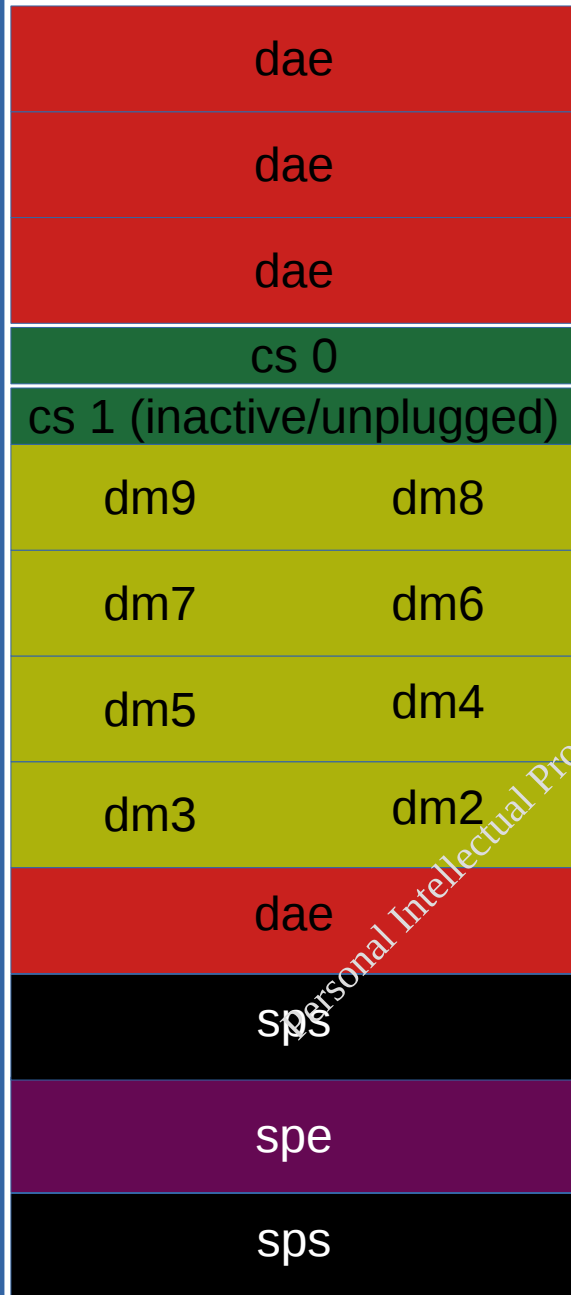 dae
dae
dae
cs 0
cs 1 (inactive/unplugged)
dm9 dm8
dm7 dm6
dm5 dm4
dm3 dm2
dae
sps
spe
sps
Personal Intellectual